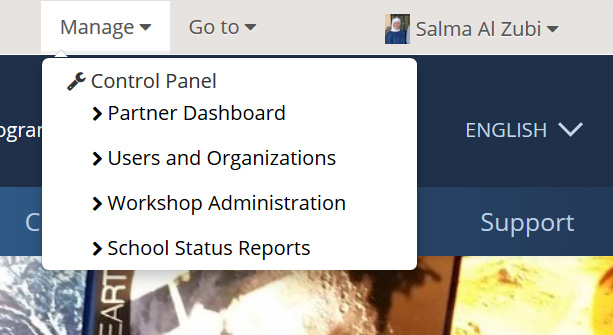 Manage Go to Salma Al Zubi
Control Panel
Partner Dashboard
ENGLISH
Users and Organizations
Workshop Administration
Support
School Status Reports
EART